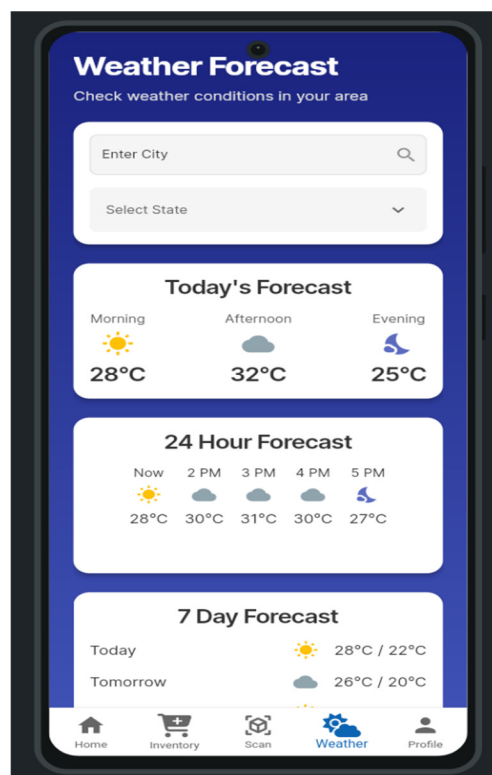 Weather Forecast
Check weather conditions in your area
Enter City
Select State
Today's Forecast
Morning Afternoon Evening
28°C 32°C 25°C
24 Hour Forecast
Now 2 PM 3 PM 4 PM 5 PM
28°C 30°C 31°C 30°C 27°C
7 Day Forecast
Today 28°C / 22°C
Tomorrow 26°C / 20°C
Home Inventory Scan Weather Profile